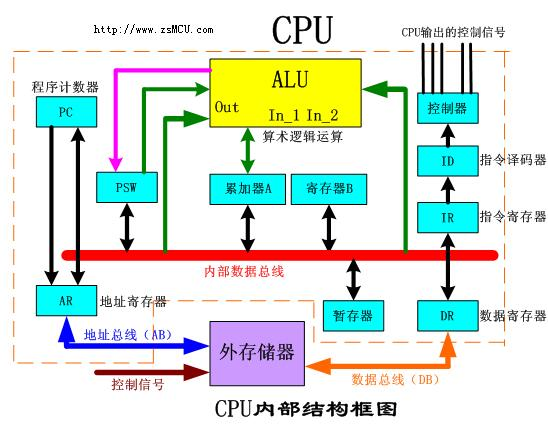 http://www.zsMCU.com
CPU
CPU输出的控制信号
程序计数器
PC
ALU
Out
In_1 In_2
算术逻辑运算
控制器
ID
指令译码器
PSW
累加器A
寄存器B
IR
指令寄存器
内部数据总线
AR
地址寄存器
暂存器
DR
数据寄存器
地址总线（AB）
外存储器
控制信号
数据总线（DB）
CPU内部结构框图